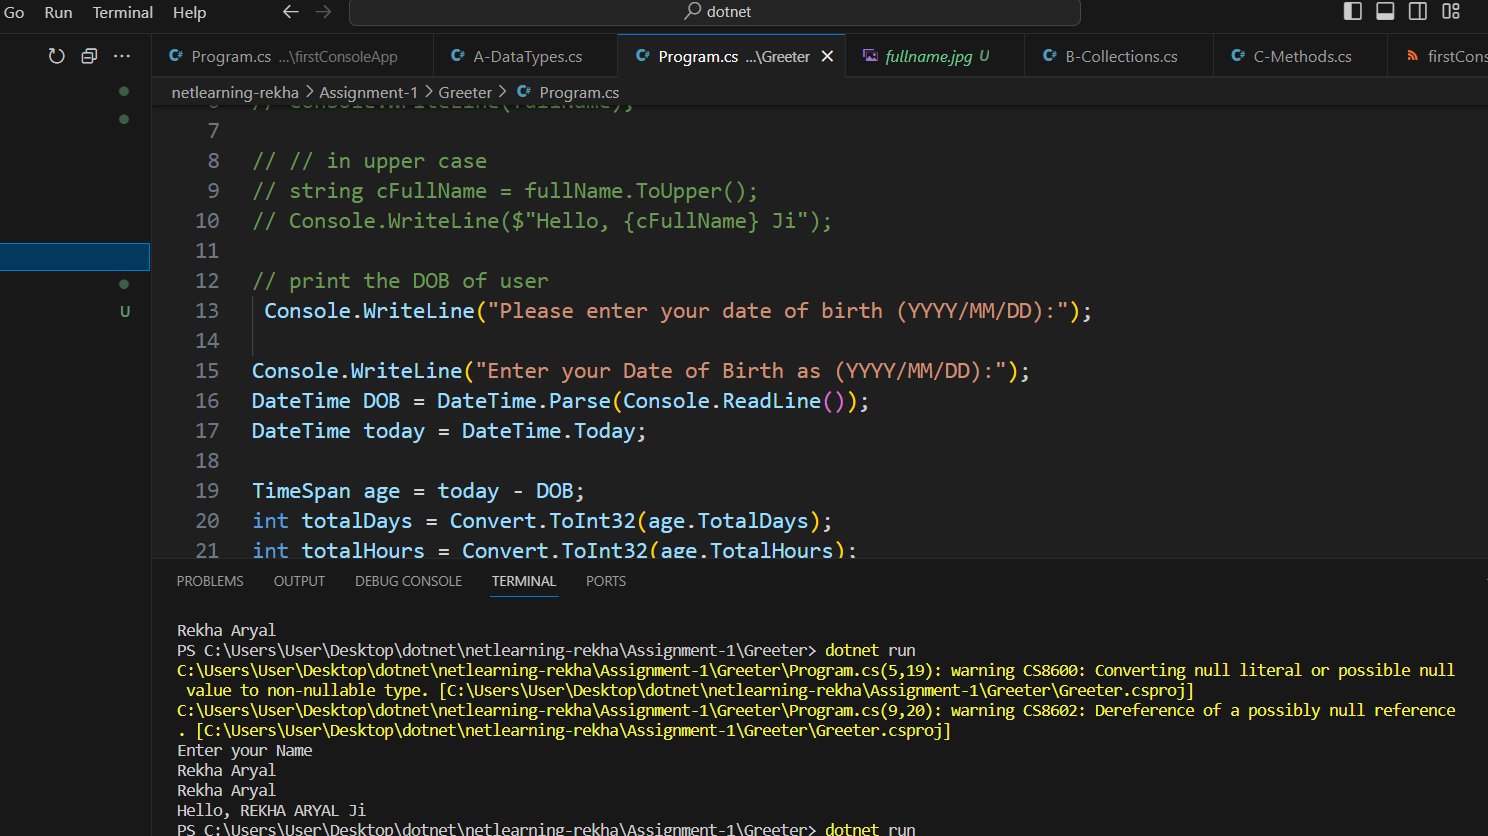 Go Run Terminal Help dotnet
Program.cs ...\firstConsoleApp A-DataTypes.cs Program.cs ...\Greeter fullname.jpg U B-Collections.cs C-Methods.cs firstCons
netlearning-rekha > Assignment-1 > Greeter > Program.cs
6 // Console.WriteLine(fullName);
7
8 // // in upper case
9 // string cFullName = fullName.ToUpper();
10 // Console.WriteLine($"Hello, {cFullName} Ji");
11
12 // print the DOB of user
13 Console.WriteLine("Please enter your date of birth (YYYY/MM/DD):");
U
14
15 Console.WriteLine("Enter your Date of Birth as (YYYY/MM/DD):");
16 DateTime DOB = DateTime.Parse(Console.ReadLine());
17 DateTime today = DateTime.Today;
18
19 TimeSpan age = today - DOB;
20 int totalDays = Convert.ToInt32(age.TotalDays);
21 int totalHours = Convert.ToInt32(age.TotalHours);
PROBLEMS OUTPUT DEBUG CONSOLE TERMINAL PORTS
Rekha Aryal
PS C:\Users\User\Desktop\dotnet\netlearning-rekha\Assignment-1\Greeter> dotnet run
C:\Users\User\Desktop\dotnet\netlearning-rekha\Assignment-1\Greeter\Program.cs(5,19): warning CS8600: Converting null literal or possible null
value to non-nullable type. [C:\Users\User\Desktop\dotnet\netlearning-rekha\Assignment-1\Greeter\Greeter.csproj]
C:\Users\User\Desktop\dotnet\netlearning-rekha\Assignment-1\Greeter\Program.cs(9,20): warning CS8602: Dereference of a possibly null reference
. [C:\Users\User\Desktop\dotnet\netlearning-rekha\Assignment-1\Greeter\Greeter.csproj]
Enter your Name
Rekha Aryal
Rekha Aryal
Hello, REKHA ARYAL Ji
PS C:\Users\User\Desktop\dotnet\netlearning-rekha\Assignment-1\Greeter> dotnet run